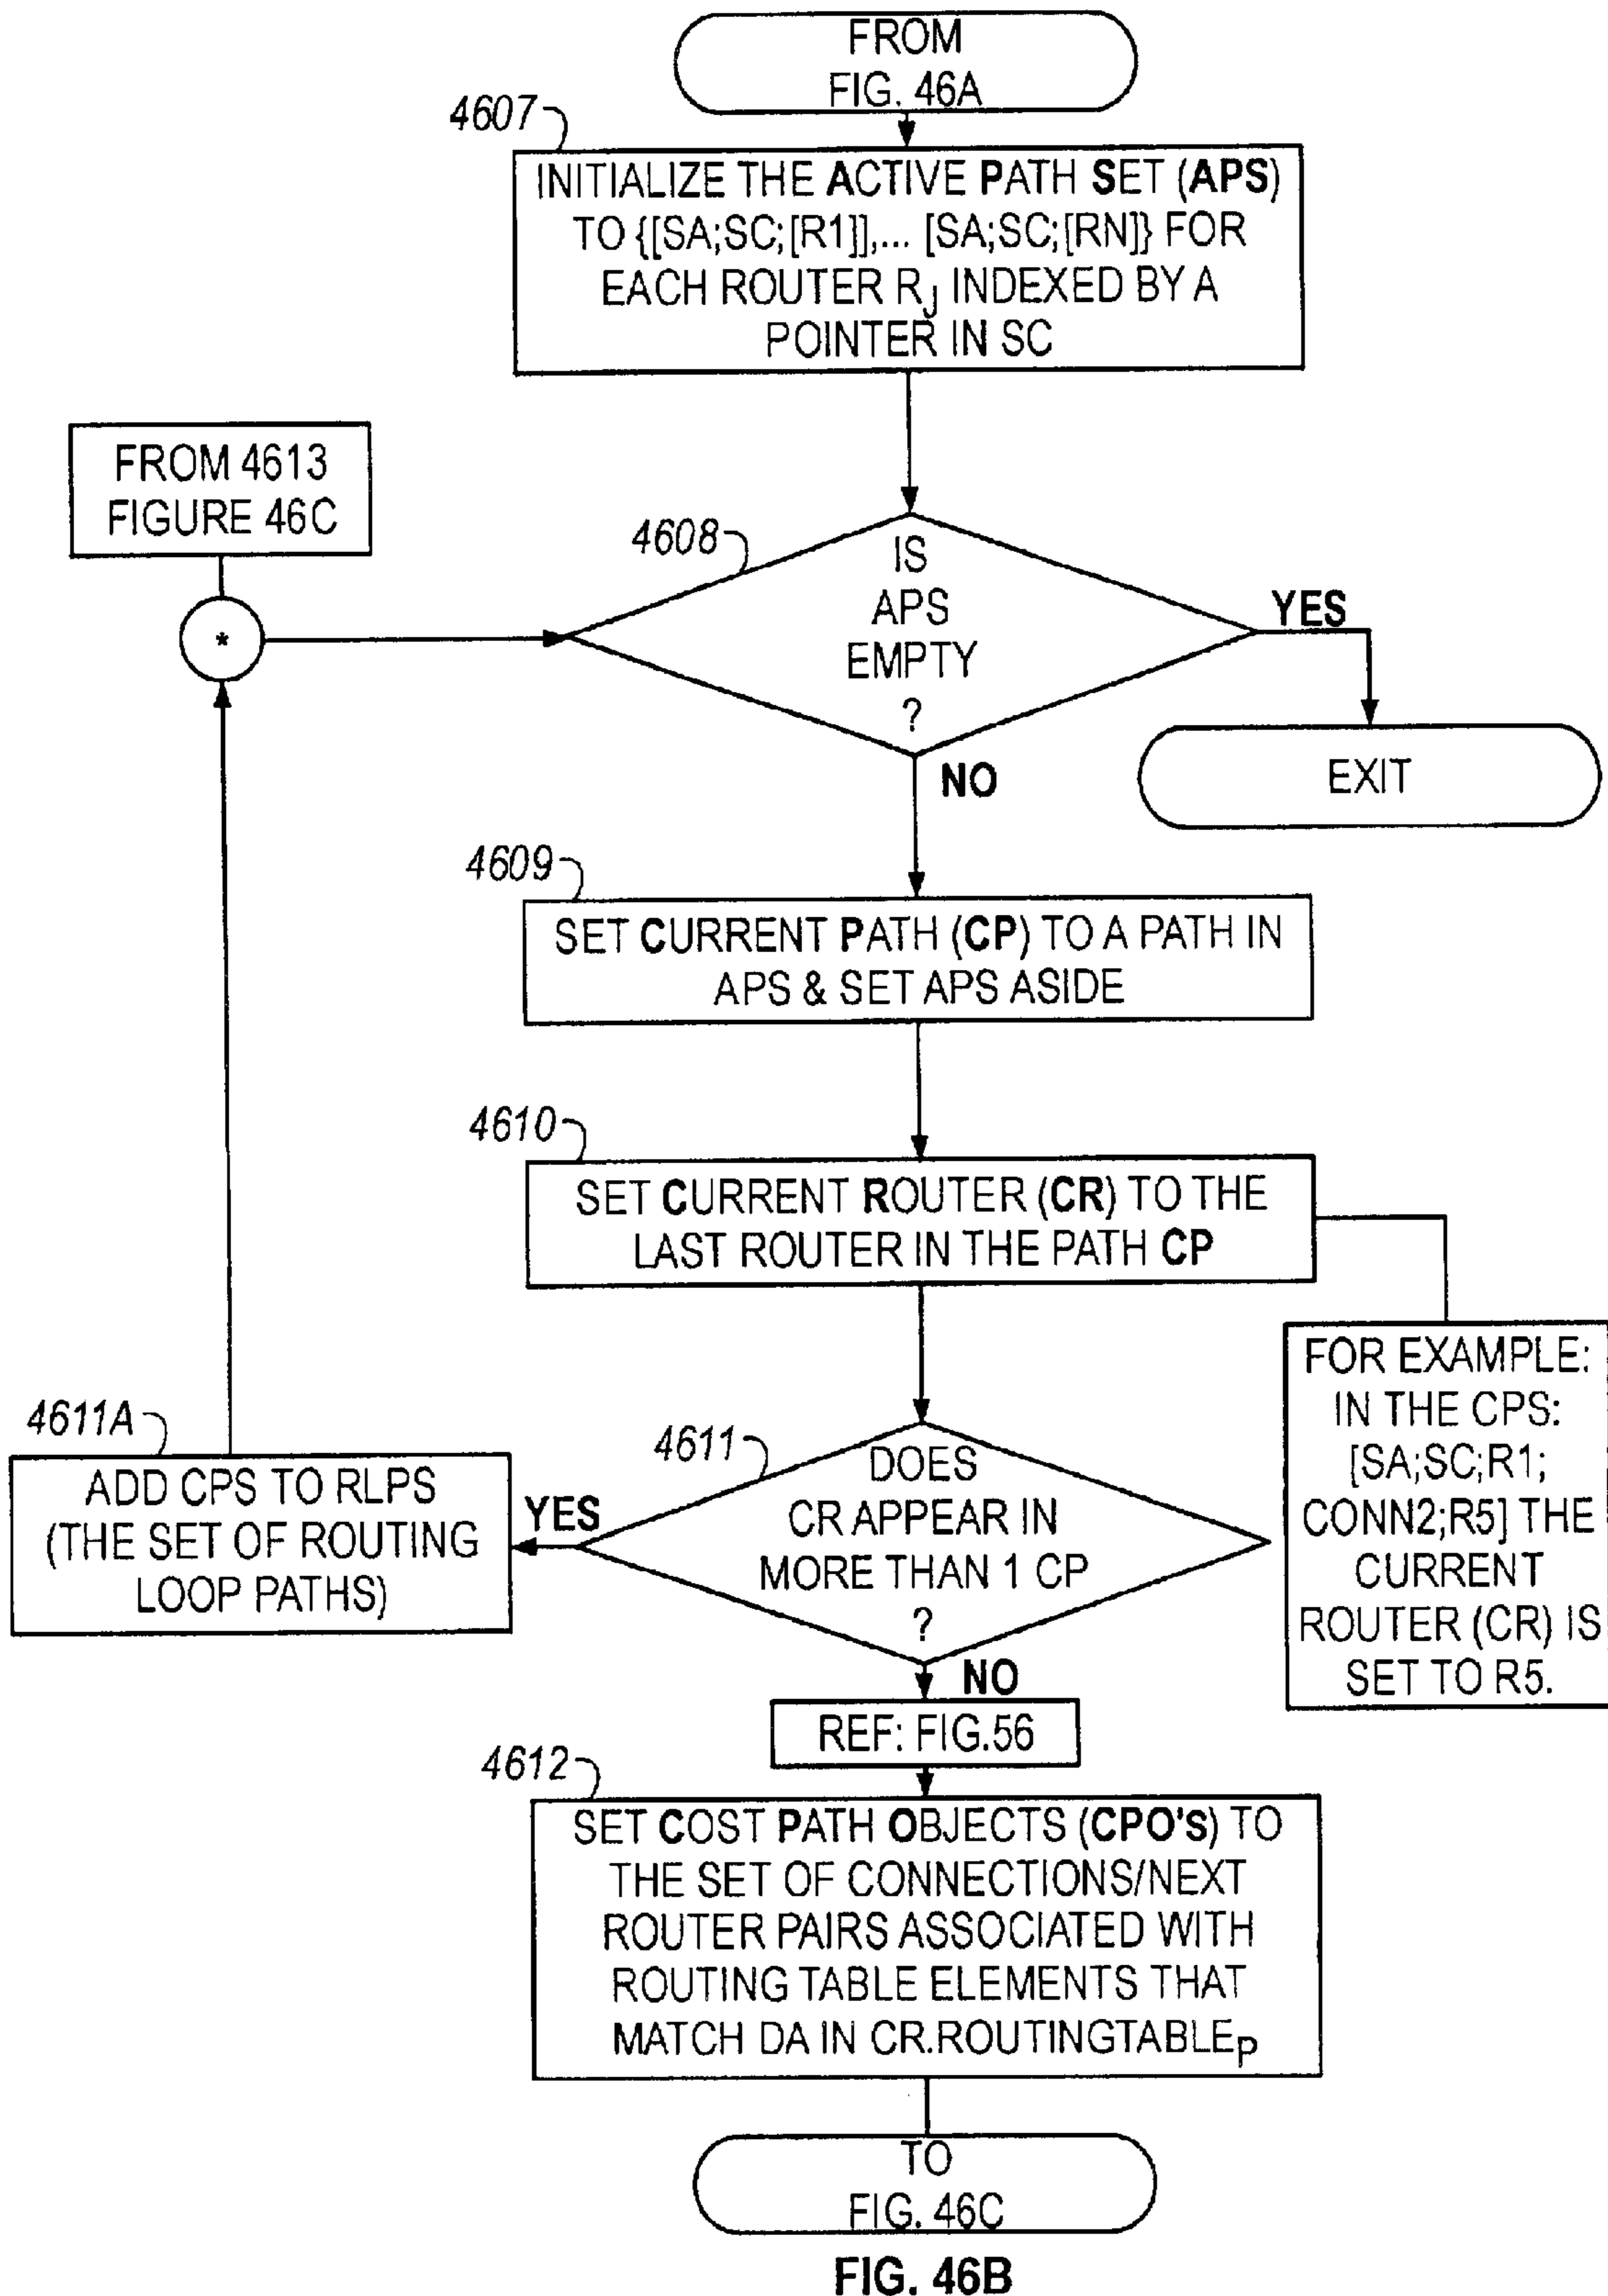 FROM
FIG. 46A
4607
INITIALIZE THE ACTIVE PATH SET (APS)
TO {[SA;SC;[R1]],... [SA;SC;[RN]} FOR
EACH ROUTER RJ INDEXED BY A
POINTER IN SC
FROM 4613
FIGURE 46C
*
4608
IS
APS
EMPTY
?
YES
EXIT
NO
4609
SET CURRENT PATH (CP) TO A PATH IN
APS & SET APS ASIDE
4610
SET CURRENT ROUTER (CR) TO THE
LAST ROUTER IN THE PATH CP
FOR EXAMPLE:
IN THE CPS:
[SA;SC;R1;
CONN2;R5] THE
CURRENT
ROUTER (CR) IS
SET TO R5.
4611
DOES
CR APPEAR IN
MORE THAN 1 CP
?
YES
4611A
ADD CPS TO RLPS
(THE SET OF ROUTING
LOOP PATHS)
NO
REF: FIG.56
4612
SET COST PATH OBJECTS (CPO'S) TO
THE SET OF CONNECTIONS/NEXT
ROUTER PAIRS ASSOCIATED WITH
ROUTING TABLE ELEMENTS THAT
MATCH DA IN CR.ROUTINGTABLEP
TO
FIG. 46C
FIG. 46B